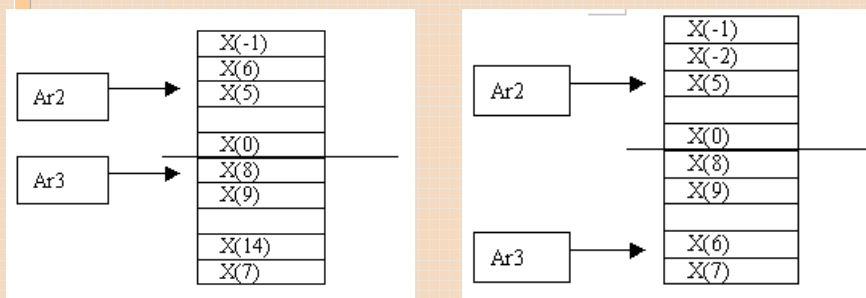 X(-1)
X(6)
Ar2
X(5)
X(0)
Ar3
X(8)
X(9)
X(14)
X(7)
X(-1)
X(-2)
Ar2
X(5)
X(0)
X(8)
X(9)
Ar3
X(6)
X(7)